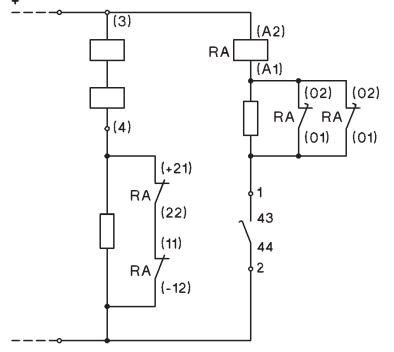 +
(3)
(A2)
RA
(A1)
(02) (02)
RA RA
(4)
(01) (01)
(+21)
RA
1
(22)
43
(11)
44
RA
2
(-12)